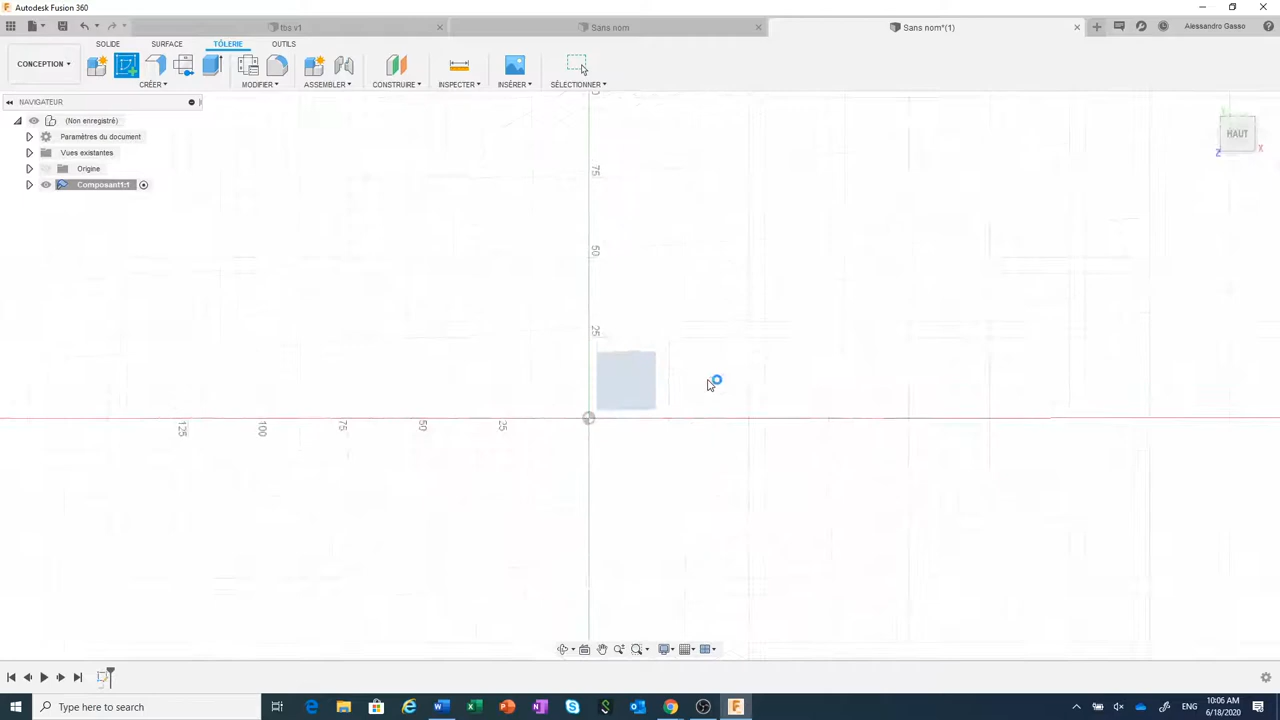 Autodesk Fusion 360
tbs v1
Sans nom
Sans nom*(1)
Alessandro Gasso
SOLIDE
SURFACE
TÔLERIE
OUTILS
CONCEPTION
CRÉER
MODIFIER
ASSEMBLER
CONSTRUIRE
INSPECTER
INSÉRER
SÉLECTIONNER
NAVIGATEUR
(Non enregistré)
Paramètres du document
Vues existantes
Origine
Composant1:1
HAUT
Y
X
Z
75
50
25
125
100
75
50
25
Type here to search
ENG
10:06 AM
6/18/2020